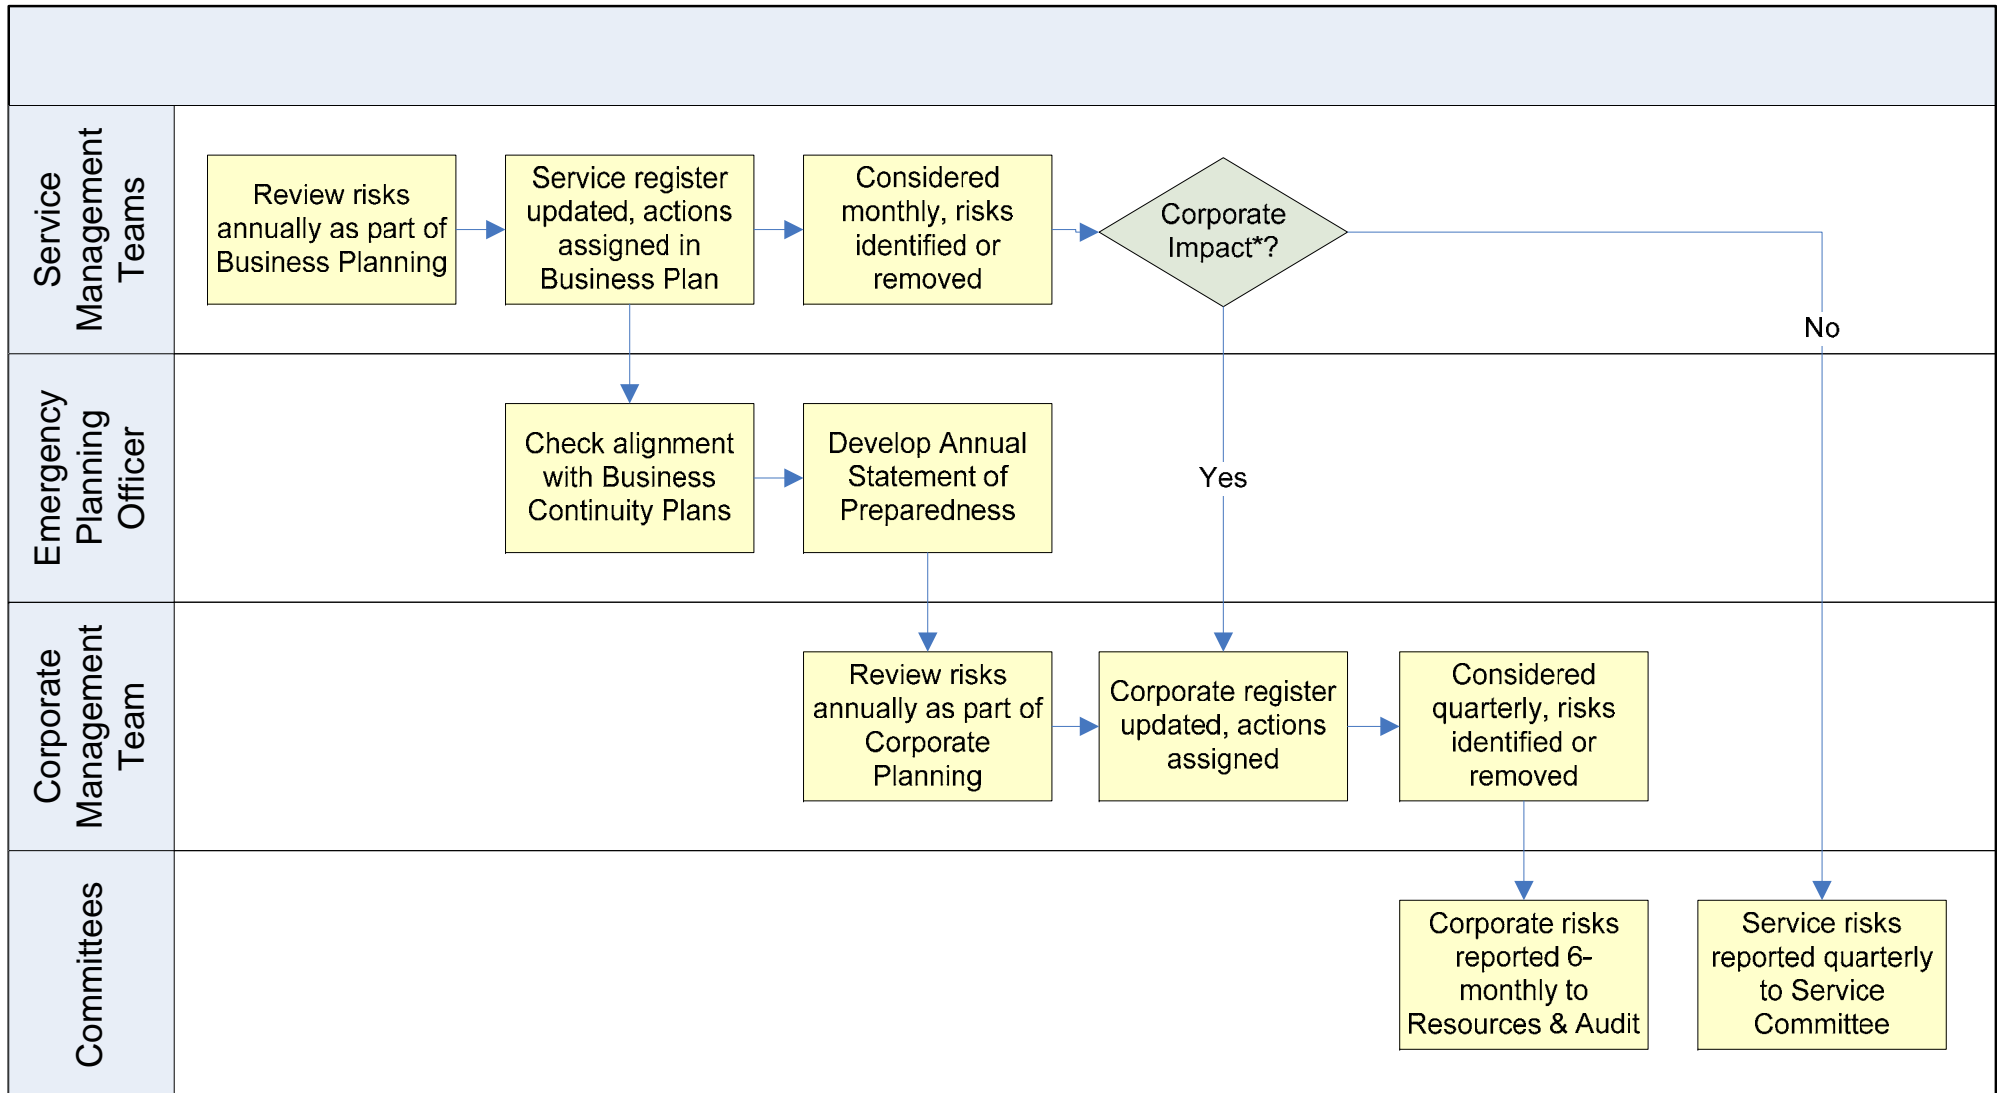 Service
Management
Teams
Review risks
annually as part of
Business Planning
Service register
updated, actions
assigned in
Business Plan
Considered
monthly, risks
identified or
removed
Corporate
Impact*?
No
Emergency
Planning
Officer
Check alignment
with Business
Continuity Plans
Develop Annual
Statement of
Preparedness
Yes
Corporate
Management
Team
Review risks
annually as part of
Corporate
Planning
Corporate register
updated, actions
assigned
Considered
quarterly, risks
identified or
removed
Committees
Corporate risks
reported 6-
monthly to
Resources & Audit
Service risks
reported quarterly
to Service
Committee